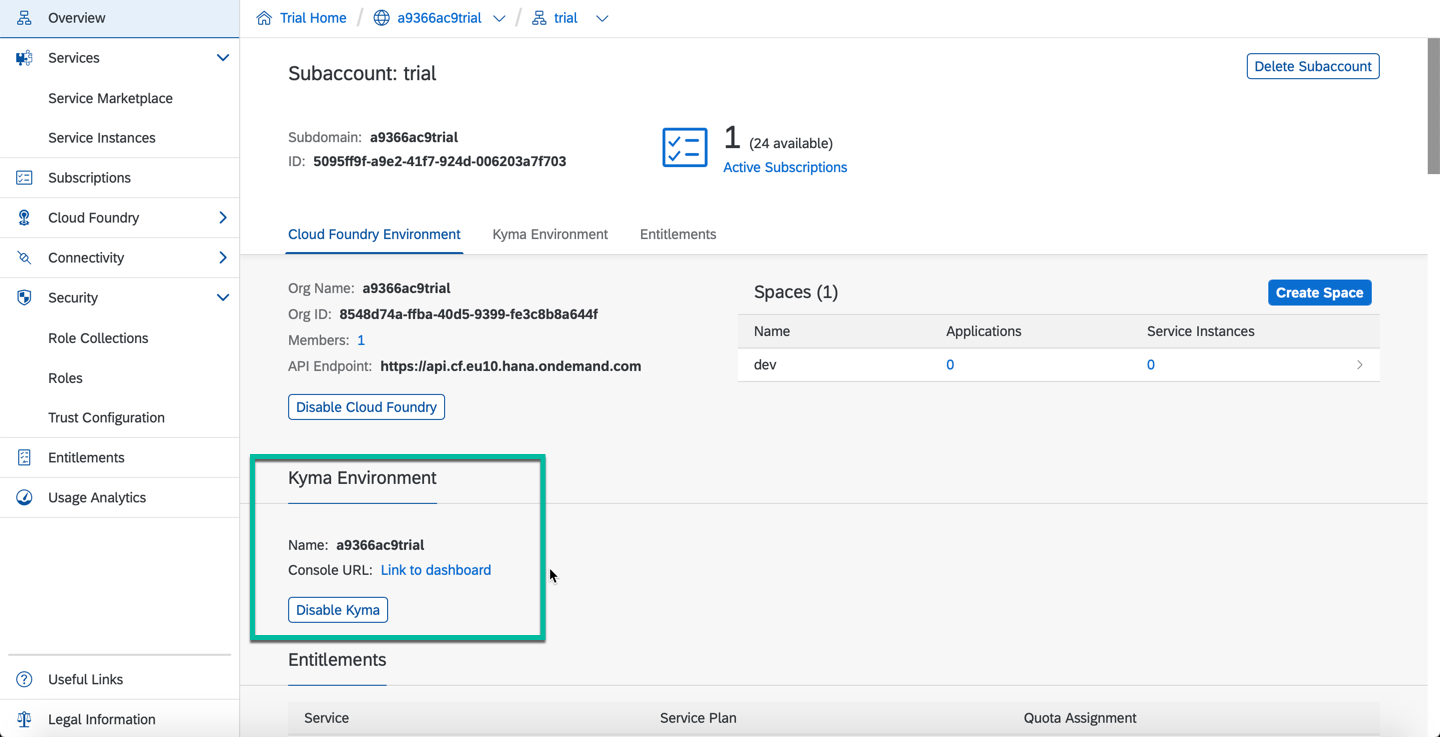 Overview
Services
Service Marketplace
Service Instances
Subscriptions
Cloud Foundry
Connectivity
Security
Role Collections
Roles
Trust Configuration
Entitlements
Usage Analytics
Useful Links
Legal Information
Trial Home / a9366ac9trial / trial
Subaccount: trial
Delete Subaccount
Subdomain: a9366ac9trial
ID: 5095ff9f-a9e2-41f7-924d-006203a7f703
1 (24 available)
Active Subscriptions
Cloud Foundry Environment Kyma Environment Entitlements
Org Name: a9366ac9trial
Org ID: 8548d74a-ffba-40d5-9399-fe3c8b8a644f
Members: 1
API Endpoint: https://api.cf.eu10.hana.ondemand.com
Disable Cloud Foundry
Spaces (1)
Create Space
Name Applications Service Instances
dev 0 0
Kyma Environment
Name: a9366ac9trial
Console URL: Link to dashboard
Disable Kyma
Entitlements
Service Service Plan Quota Assignment